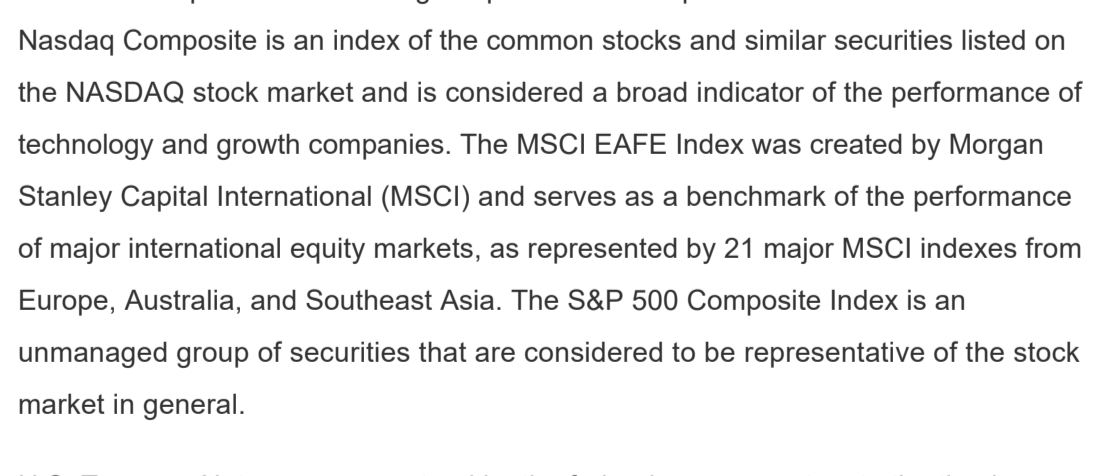 Nasdaq Composite is an index of the common stocks and similar securities listed on
the NASDAQ stock market and is considered a broad indicator of the performance of
technology and growth companies. The MSCI EAFE Index was created by Morgan
Stanley Capital International (MSCI) and serves as a benchmark of the performance
of major international equity markets, as represented by 21 major MSCI indexes from
Europe, Australia, and Southeast Asia. The S&P 500 Composite Index is an
unmanaged group of securities that are considered to be representative of the stock
market in general.